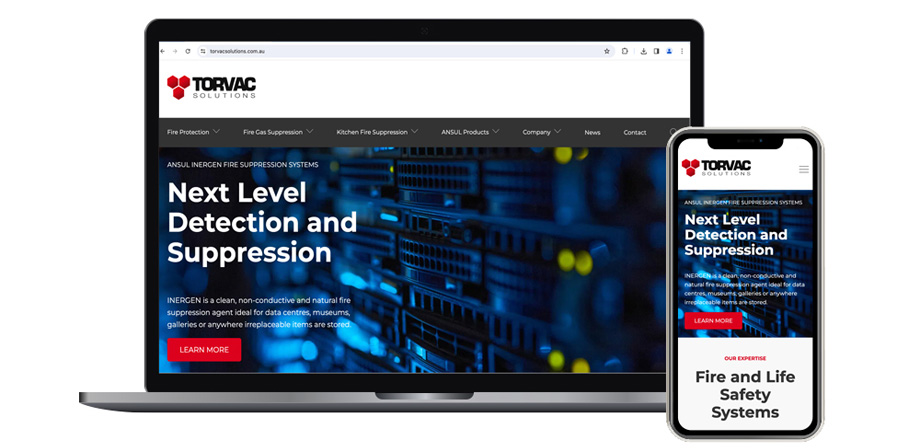 torvacsolutions.com.au
TORVAC
SOLUTIONS
Fire Protection Fire Gas Suppression Kitchen Fire Suppression ANSUL Products Company News Contact
ANSUL INERGEN FIRE SUPPRESSION SYSTEMS
Next Level
Detection and
Suppression
INERGEN is a clean, non-conductive and natural fire
suppression agent ideal for data centres, museums,
galleries or anywhere irreplaceable items are stored.
LEARN MORE
TORVAC
SOLUTIONS
ANSUL INERGEN FIRE SUPPRESSION SYSTEMS
Next Level
Detection and
Suppression
INERGEN is a clean, non-conductive and
natural fire suppression agent ideal for data
centres, museums, galleries or anywhere
irreplaceable items are stored.
LEARN MORE
OUR EXPERTISE
Fire and Life
Safety
Systems